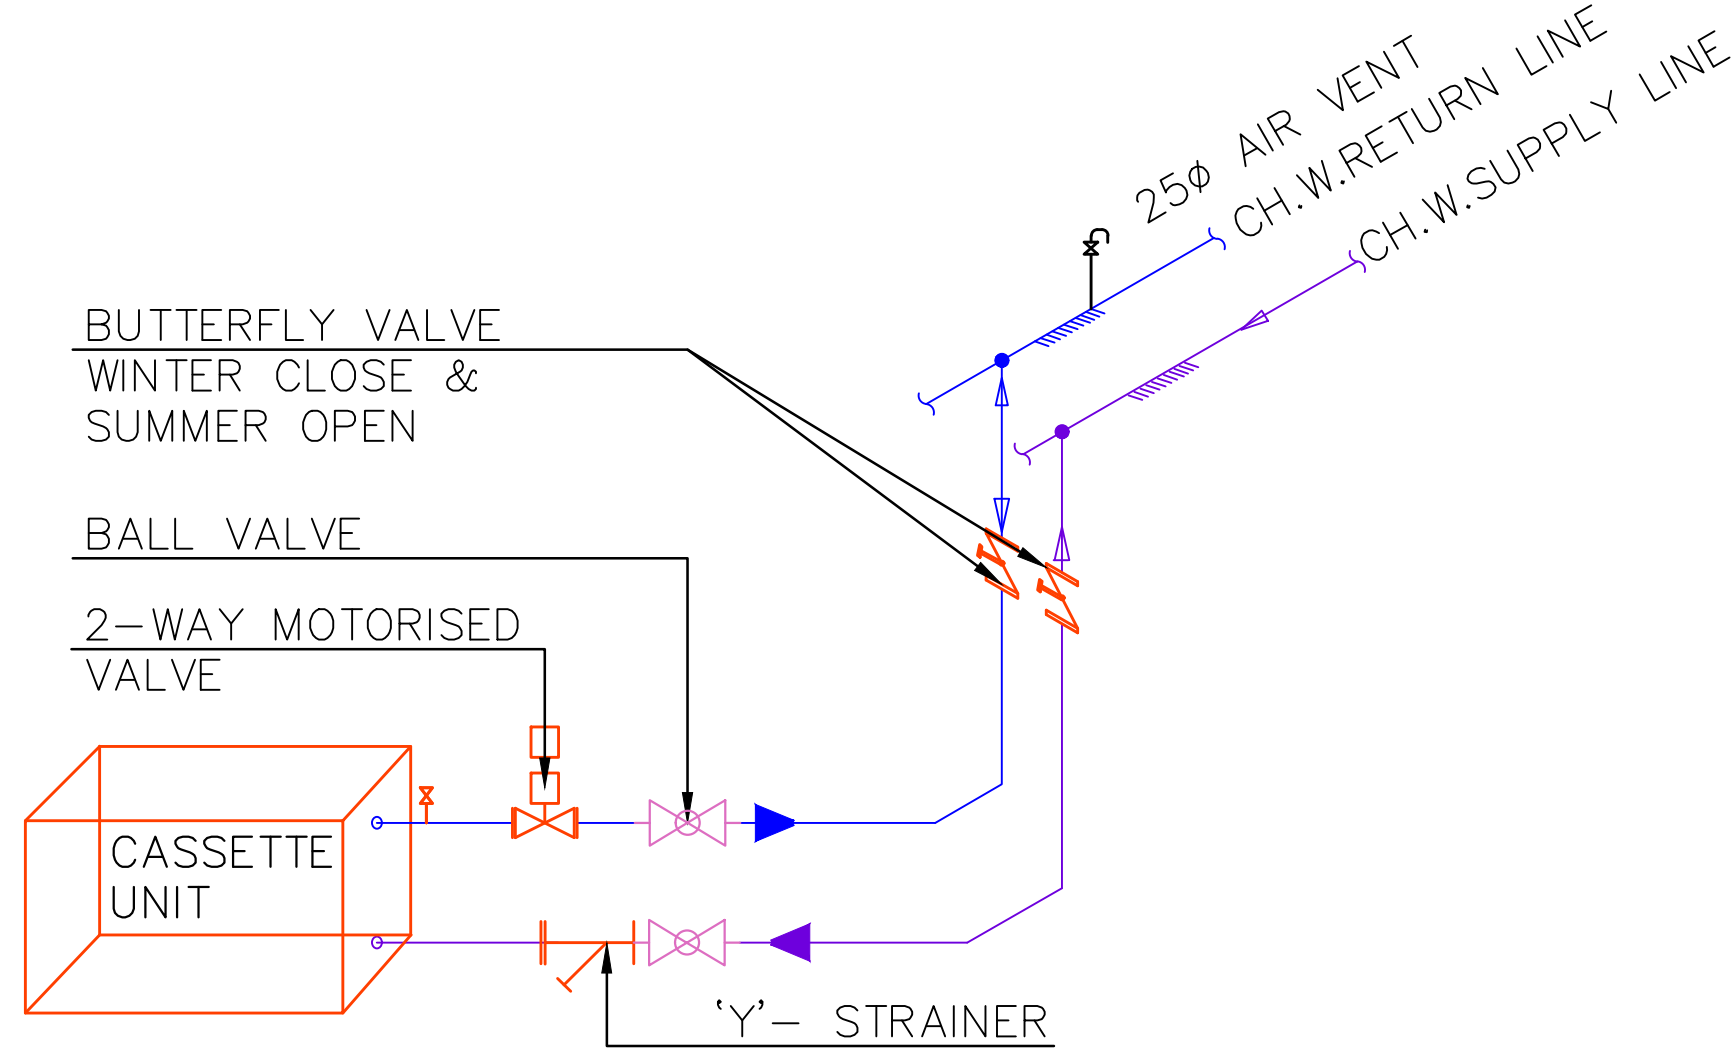 25ø AIR VENT
CH.W.RETURN LINE
CH.W.SUPPLY LINE
BUTTERFLY VALVE
WINTER CLOSE &
SUMMER OPEN
BALL VALVE
2-WAY MOTORISED
VALVE
CASSETTE
UNIT
‘Y’- STRAINER